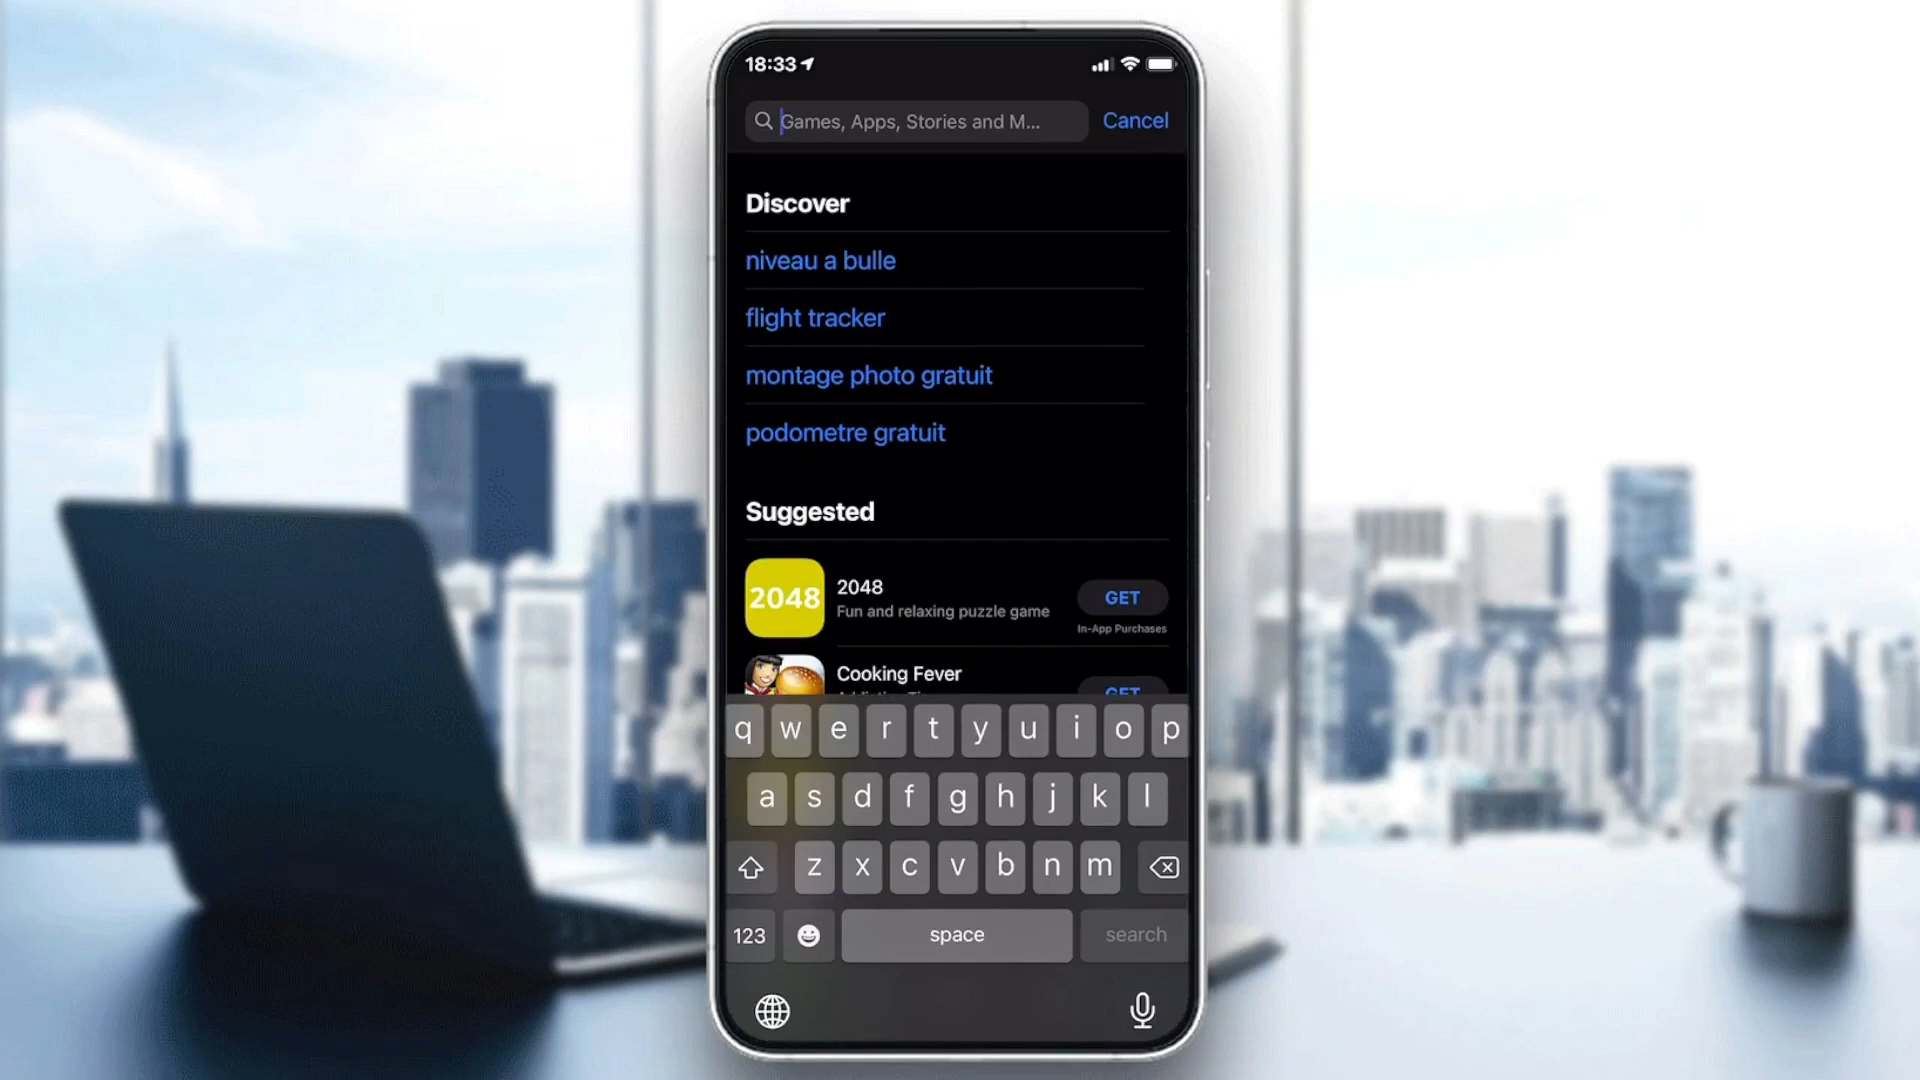 18:33
Games, Apps, Stories and M...
Cancel
Discover
niveau a bulle
flight tracker
montage photo gratuit
podometre gratuit
Suggested
2048
2048
Fun and relaxing puzzle game
GET
In-App Purchases
Cooking Fever
GET
q w e r t y u i o p
a s d f g h j k l
z x c v b n m
123
space
search